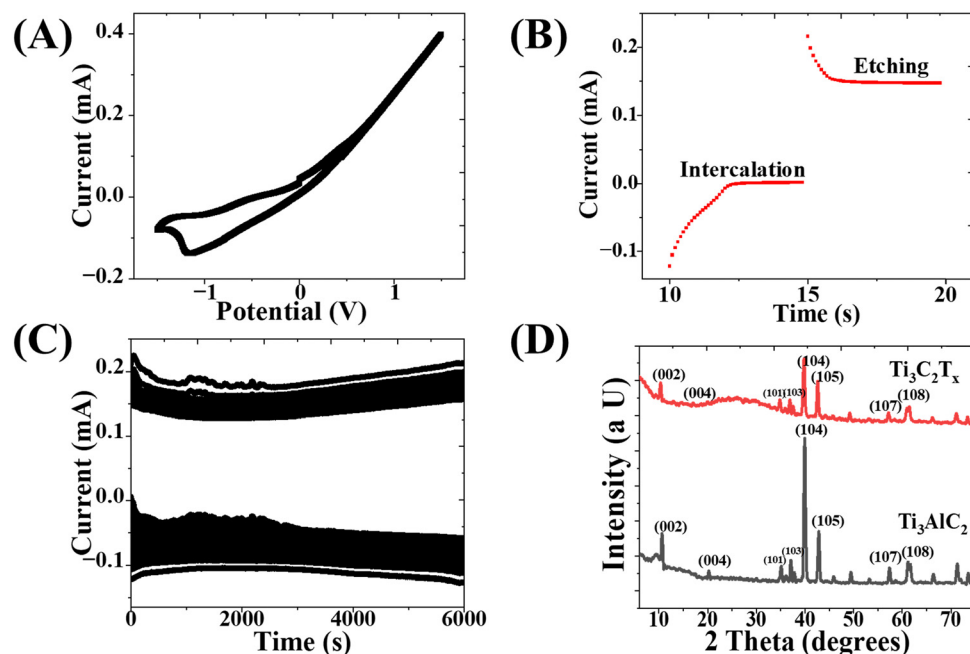 (A)
Current (mA)
0.4
0.2
0.0
−0.2
−1
0
1
Potential (V)
(B)
Current (mA)
0.2
0.1
0.0
−0.1
Etching
Intercalation
10
15
20
Time (s)
(C)
Current (mA)
0.2
0.1
0.0
−0.1
0
2000
4000
6000
Time (s)
(D)
Intensity (a U)
(002)
(004)
(101)
(103)
(104)
(105)
(107)
(108)
Ti₃C₂Tₓ
(002)
(004)
(101)
(103)
(104)
(105)
(107)
(108)
Ti₃AlC₂
10 20 30 40 50 60 70
2 Theta (degrees)